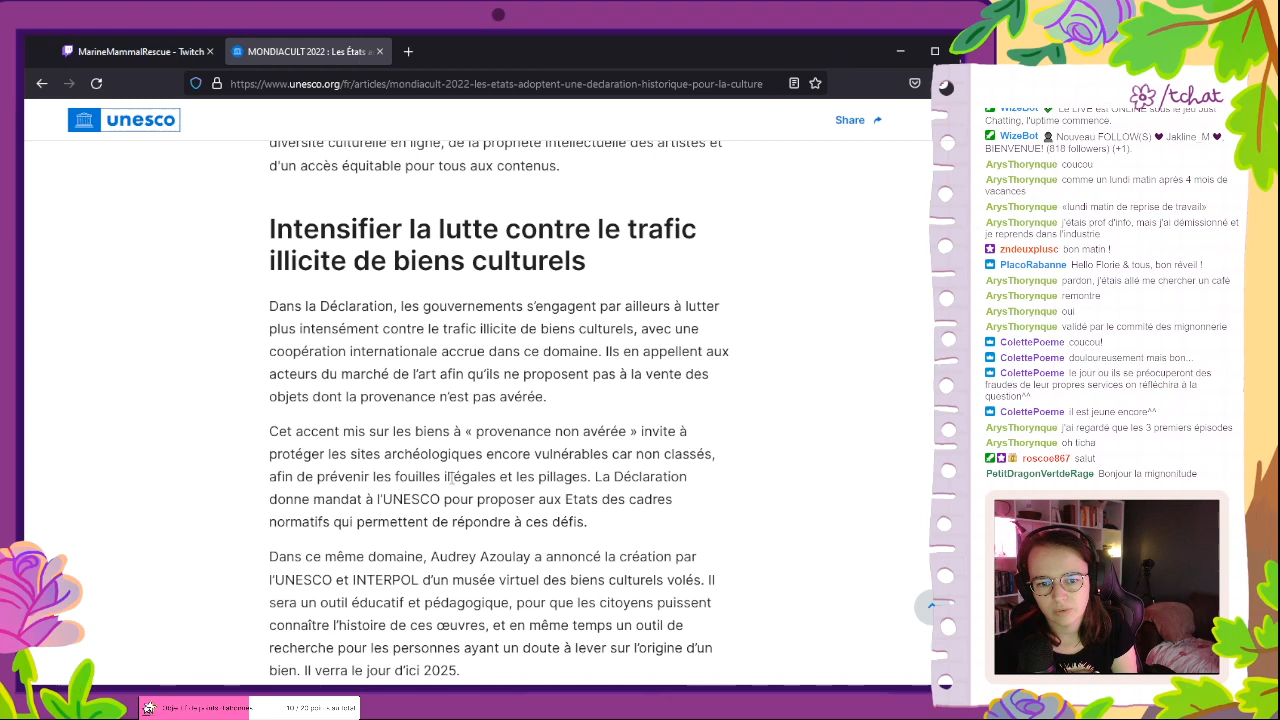 MarineMammalRescue - Twitch
MONDIACULT 2022 : Les États
https://www.unesco.org/fr/articles/mondiacult-2022-les-etats-adoptent-une-declaration-historique-pour-la-culture
unesco
Share
diversité culturelle en ligne, de la propriété intellectuelle des artistes et
d'un accès équitable pour tous aux contenus.
Intensifier la lutte contre le trafic
illicite de biens culturels
Dans la Déclaration, les gouvernements s’engagent par ailleurs à lutter
plus intensément contre le trafic illicite de biens culturels, avec une
coopération internationale accrue dans ce domaine. Ils en appellent aux
acteurs du marché de l’art afin qu’ils ne proposent pas à la vente des
objets dont la provenance n’est pas avérée.
Cet accent mis sur les biens à « provenance non avérée » invite à
protéger les sites archéologiques encore vulnérables car non classés,
afin de prévenir les fouilles illégales et les pillages. La Déclaration
donne mandat à l'UNESCO pour proposer aux Etats des cadres
normatifs qui permettent de répondre à ces défis.
Dans ce même domaine, Audrey Azoulay a annoncé la création par
l’UNESCO et INTERPOL d’un musée virtuel des biens culturels volés. Il
sera un outil éducatif et pédagogique, pour que les citoyens puissent
connaître l’histoire de ces œuvres, et en même temps un outil de
recherche pour les personnes ayant un doute à lever sur l’origine d’un
bien. Il verra le jour d’ici 2025.
/tchat
WizeBot Le LIVE est ONLINE sous le jeu Just
Chatting, l'uptime commence.
WizeBot Nouveau FOLLOW(S) Jakline_M
BIENVENUE! (818 followers) (+1).
ArysThorynque coucou
ArysThorynque comme un lundi matin après 4 mois de
vacances
ArysThorynque «lundi matin de reprise de travail»
ArysThorynque j'étais prof d'info, mais j'ai démissionné et
je reprends dans l'industrie
zndeuxplusc bon matin !
PlacoRabanne Hello Florie & tous, bon réveil !
ArysThorynque pardon, j'étais allé me chercher un café
ArysThorynque remontre
ArysThorynque oui
ArysThorynque validé par le commité des mignonnerie
ColettePoeme coucou!
ColettePoeme douloureusement mais bon...
ColettePoeme le jour ou ils se préocuperont des
fraudes de leur propres services on réfléchira à la
question^^
ColettePoeme il est jeune encore^^
ArysThorynque j'ai regardé que les 3 premiers épisodes
ArysThorynque oh ticha
roscoe867 salut
PetitDragonVertdeRage Bonjour la mignonitude